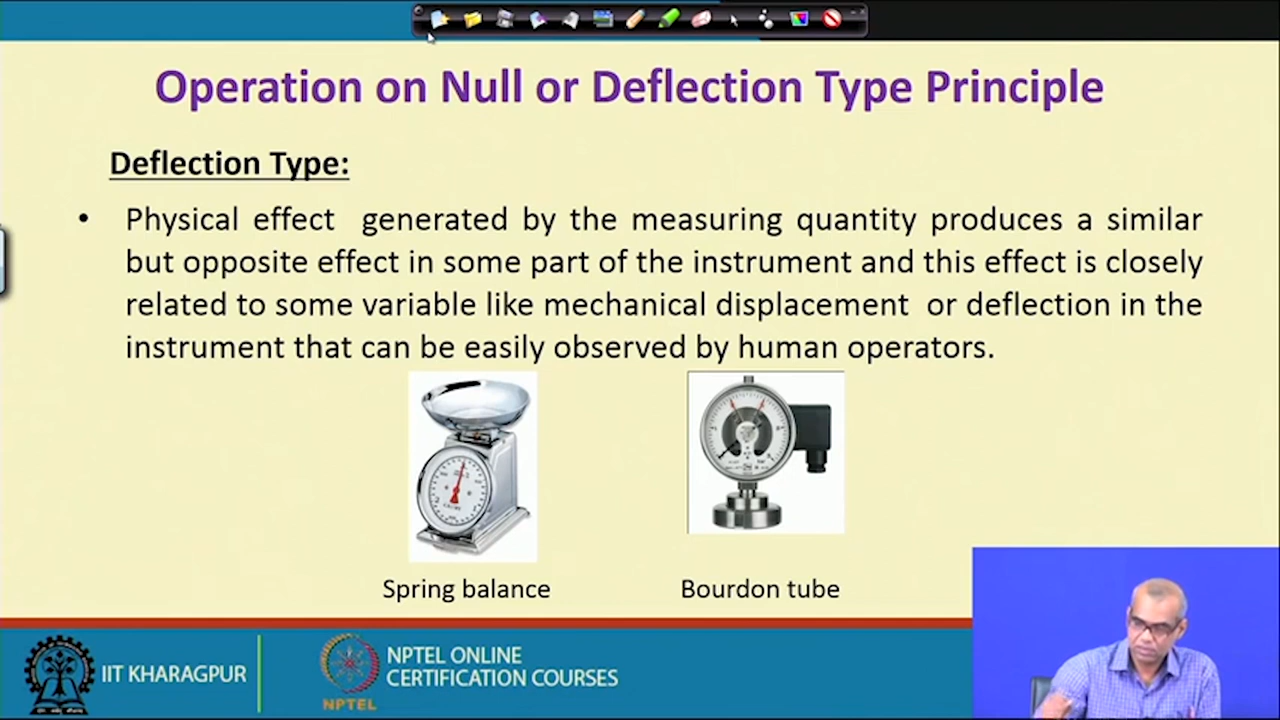 Operation on Null or Deflection Type Principle
Deflection Type:
• Physical effect generated by the measuring quantity produces a similar
but opposite effect in some part of the instrument and this effect is closely
related to some variable like mechanical displacement or deflection in the
instrument that can be easily observed by human operators.
Spring balance
Bourdon tube
IIT KHARAGPUR
NPTEL
NPTEL ONLINE
CERTIFICATION COURSES